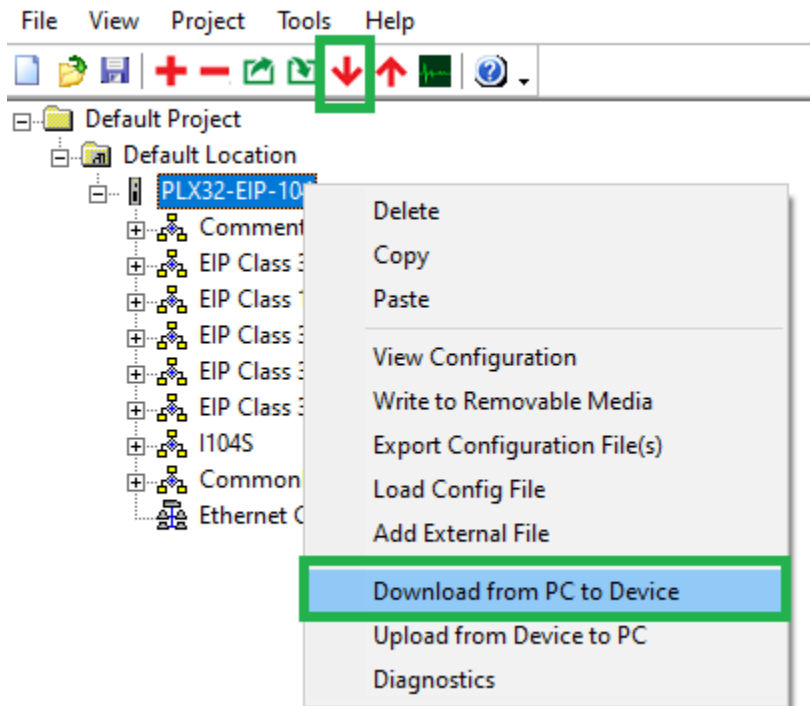 File View Project Tools Help
Default Project
Default Location
PLX32-EIP-104
Comment
EIP Class 3
EIP Class 1
EIP Class 3
EIP Class 3
EIP Class 3
I104S
Common
Ethernet C
Delete
Copy
Paste
View Configuration
Write to Removable Media
Export Configuration File(s)
Load Config File
Add External File
Download from PC to Device
Upload from Device to PC
Diagnostics